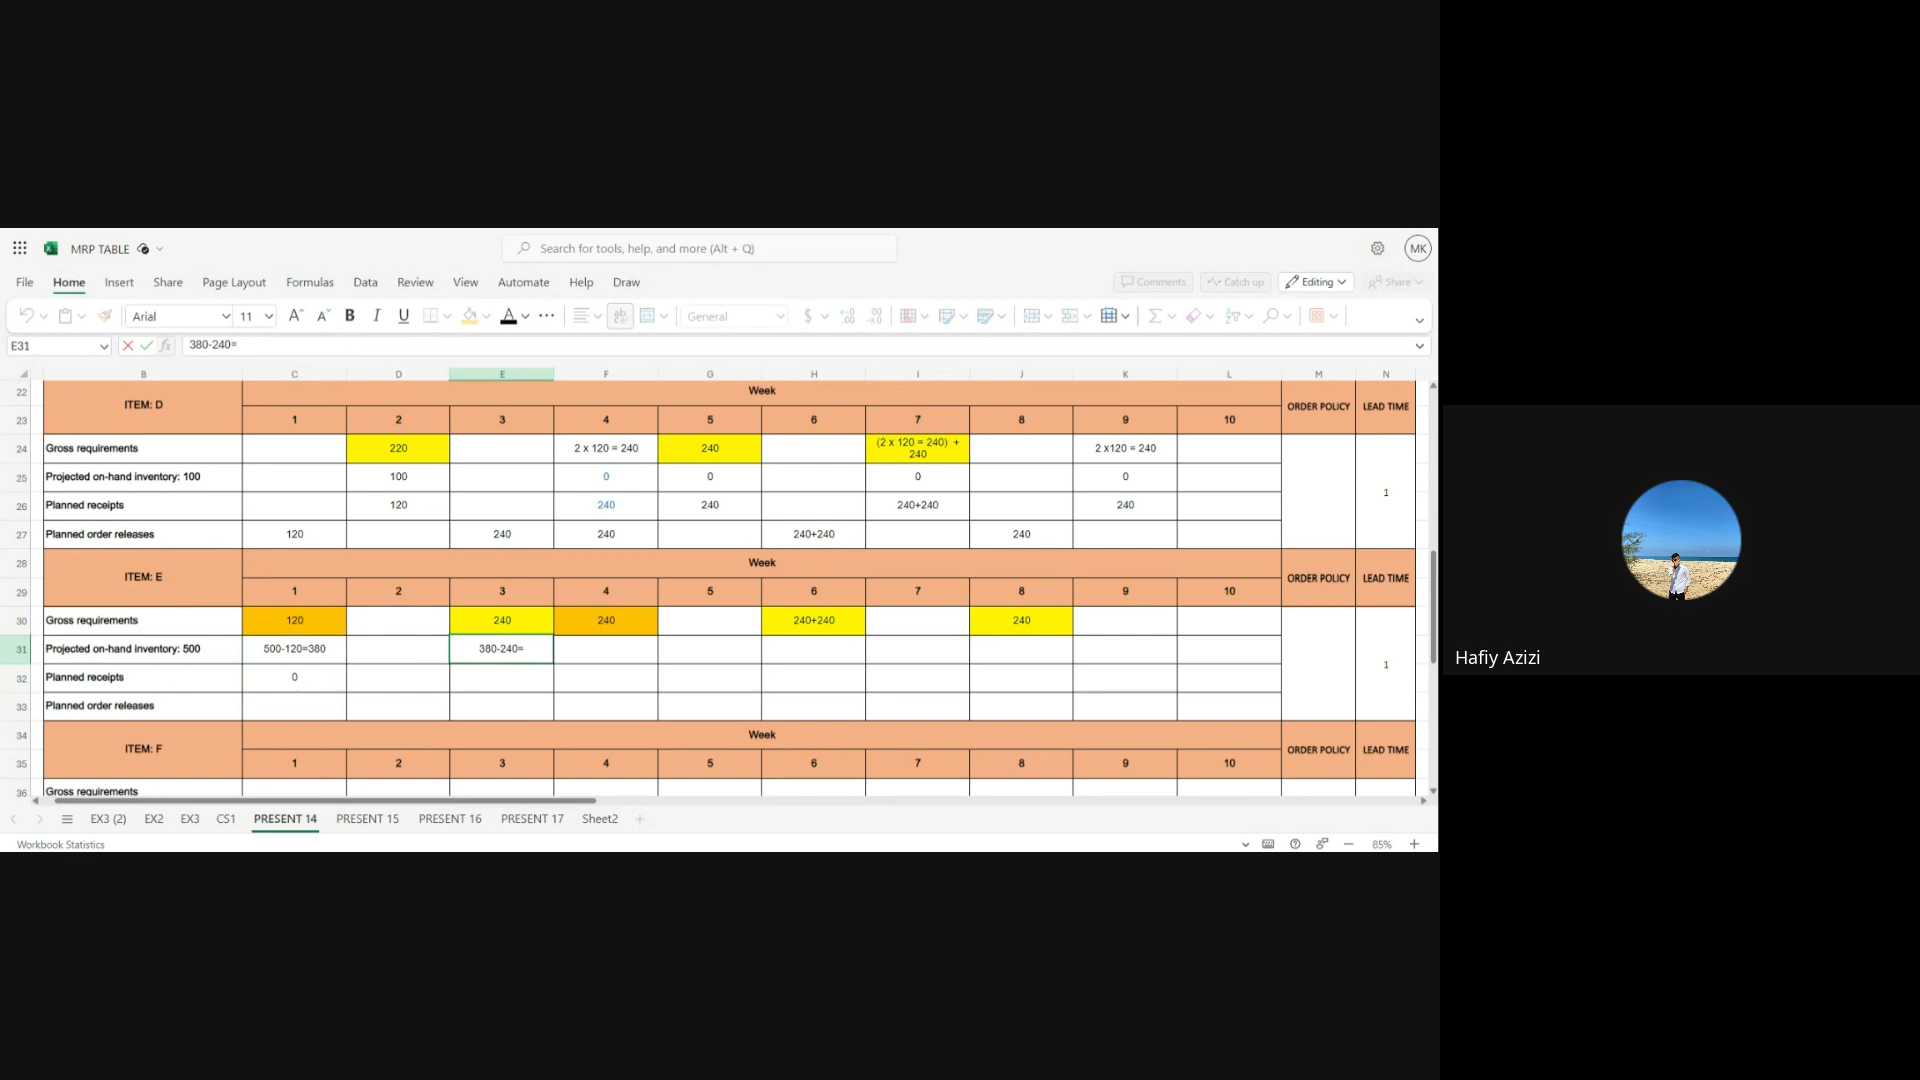 MRP TABLE
Search for tools, help, and more (Alt + Q)
MK
File Home Insert Share Page Layout Formulas Data Review View Automate Help Draw
Comments Catch up Editing Share
Arial 11 A^ A˅ B I U A ... ab General $
E31 fx 380-240=
B C D E F G H I J K L M N
22 ITEM: D Week ORDER POLICY LEAD TIME
23 1 2 3 4 5 6 7 8 9 10
24 Gross requirements 220 2 x 120 = 240 240 (2 x 120 = 240) + 240 2 x120 = 240
25 Projected on-hand inventory: 100 100 0 0 0 0 1
26 Planned receipts 120 240 240 240+240 240
27 Planned order releases 120 240 240 240+240 240
28 ITEM: E Week ORDER POLICY LEAD TIME
29 1 2 3 4 5 6 7 8 9 10
30 Gross requirements 120 240 240 240+240 240
31 Projected on-hand inventory: 500 500-120=380 380-240= 1
32 Planned receipts 0
33 Planned order releases
34 ITEM: F Week ORDER POLICY LEAD TIME
35 1 2 3 4 5 6 7 8 9 10
36 Gross requirements
EX3 (2) EX2 EX3 CS1 PRESENT 14 PRESENT 15 PRESENT 16 PRESENT 17 Sheet2
Workbook Statistics 85%
Hafiy Azizi